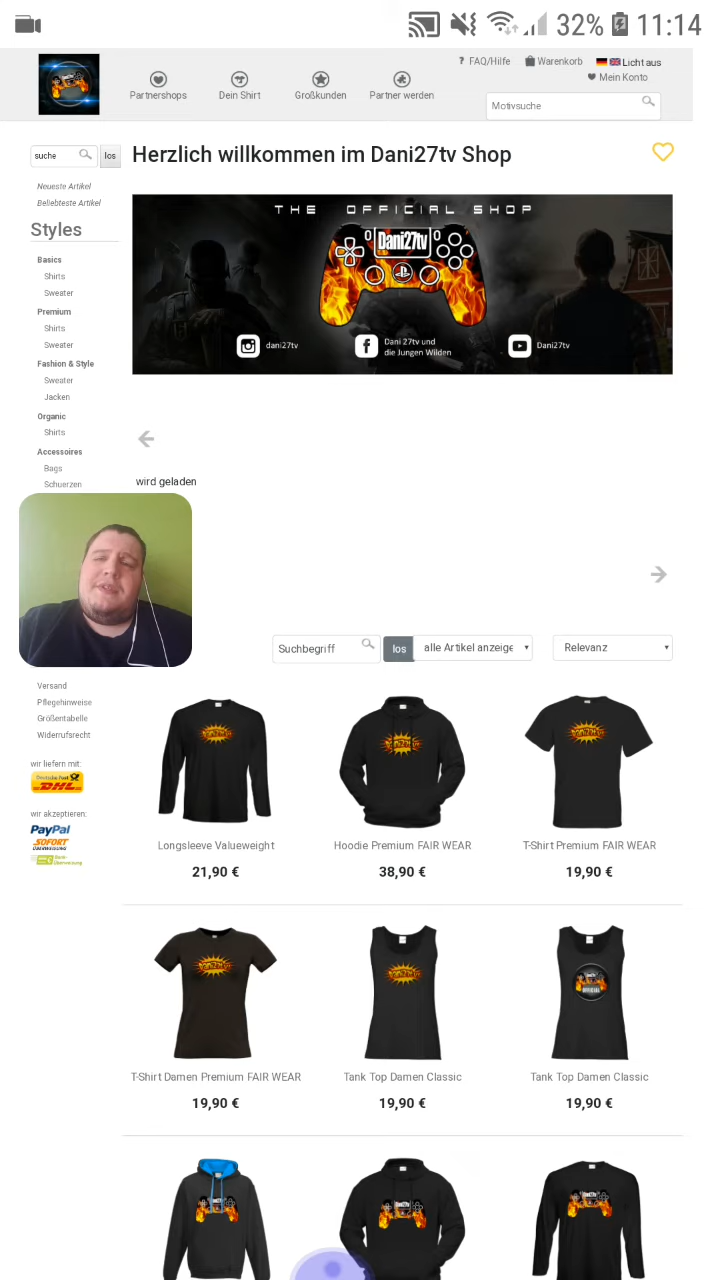 32% 11:14
FAQ/Hilfe Warenkorb Licht aus
Mein Konto
Partnershops Dein Shirt Großkunden Partner werden
Motivsuche
suche los
Herzlich willkommen im Dani27tv Shop
Neueste Artikel
Beliebteste Artikel
Styles
Basics
Shirts
Sweater
Premium
Shirts
Sweater
Fashion & Style
Sweater
Jacken
Organic
Shirts
Accessoires
Bags
Schuerzen
THE OFFICIAL SHOP
Dani27tv
dani27tv
Dani 27tv und
die Jungen Wilden
Dani27tv
wird geladen
Suchbegriff los alle Artikel anzeige Relevanz
Versand
Pflegehinweise
Größentabelle
Widerrufsrecht
wir liefern mit:
Deutsche Post
DHL
wir akzeptieren:
PayPal
SOFORT
ÜBERWEISUNG
Bank-
Überweisung
Longsleeve Valueweight
21,90 €
Hoodie Premium FAIR WEAR
38,90 €
T-Shirt Premium FAIR WEAR
19,90 €
T-Shirt Damen Premium FAIR WEAR
19,90 €
Tank Top Damen Classic
19,90 €
Tank Top Damen Classic
19,90 €